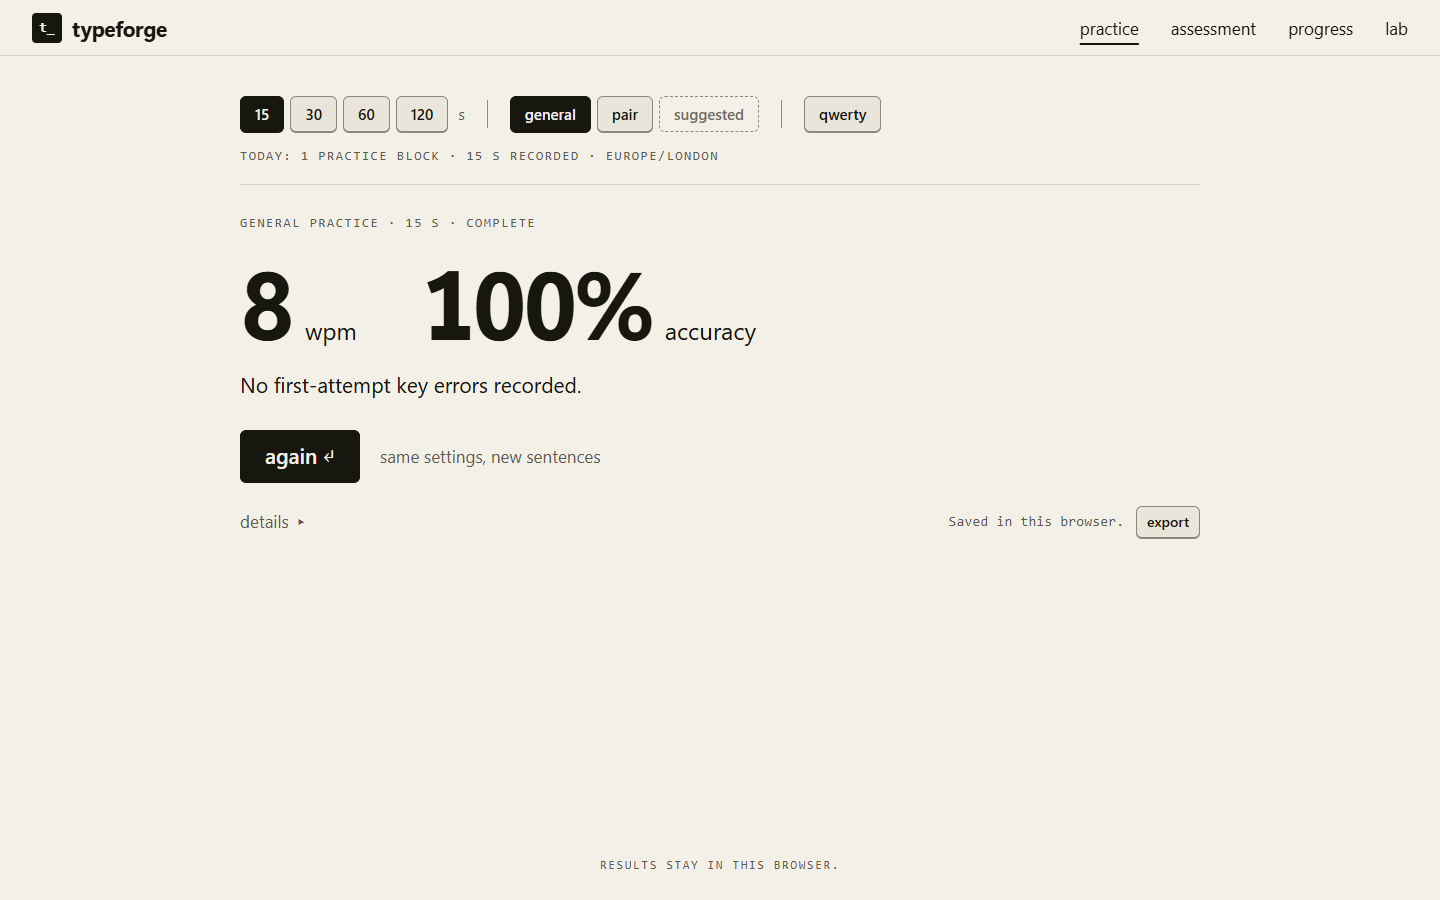 t_ typeforge practice assessment progress lab
15 30 60 120 s general pair suggested qwerty
TODAY: 1 PRACTICE BLOCK · 15 S RECORDED · EUROPE/LONDON
GENERAL PRACTICE · 15 S · COMPLETE
8 wpm 100% accuracy
No first-attempt key errors recorded.
again ↵ same settings, new sentences
details ▸ Saved in this browser. export
RESULTS STAY IN THIS BROWSER.